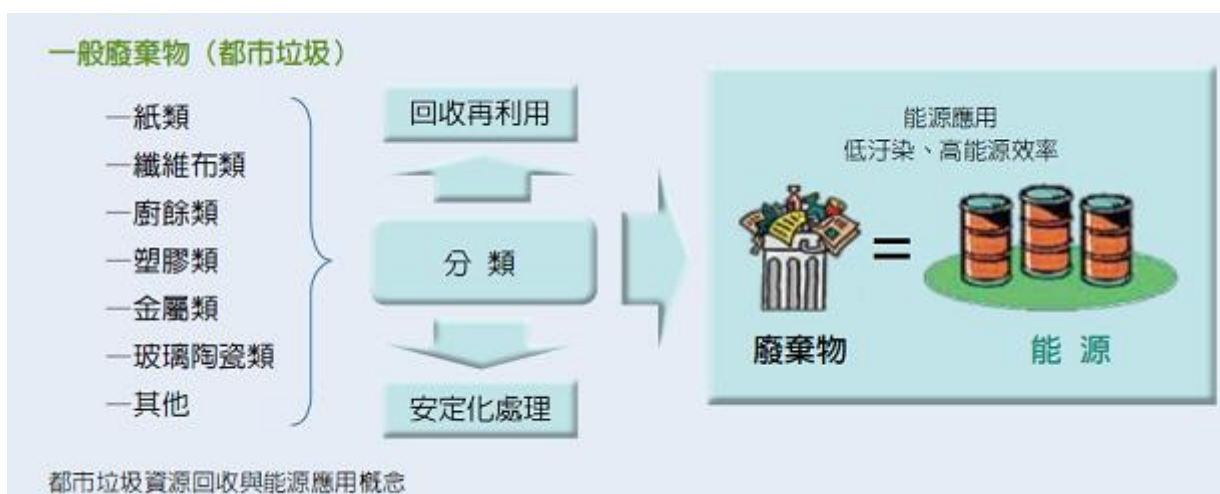 一般廢棄物（都市垃圾）
—紙類
—纖維布類
—廚餘類
—塑膠類
—金屬類
—玻璃陶瓷類
—其他
回收再利用
分類
安定化處理
能源應用
低汙染、高能源效率
=
廢棄物
能源
都市垃圾資源回收與能源應用概念